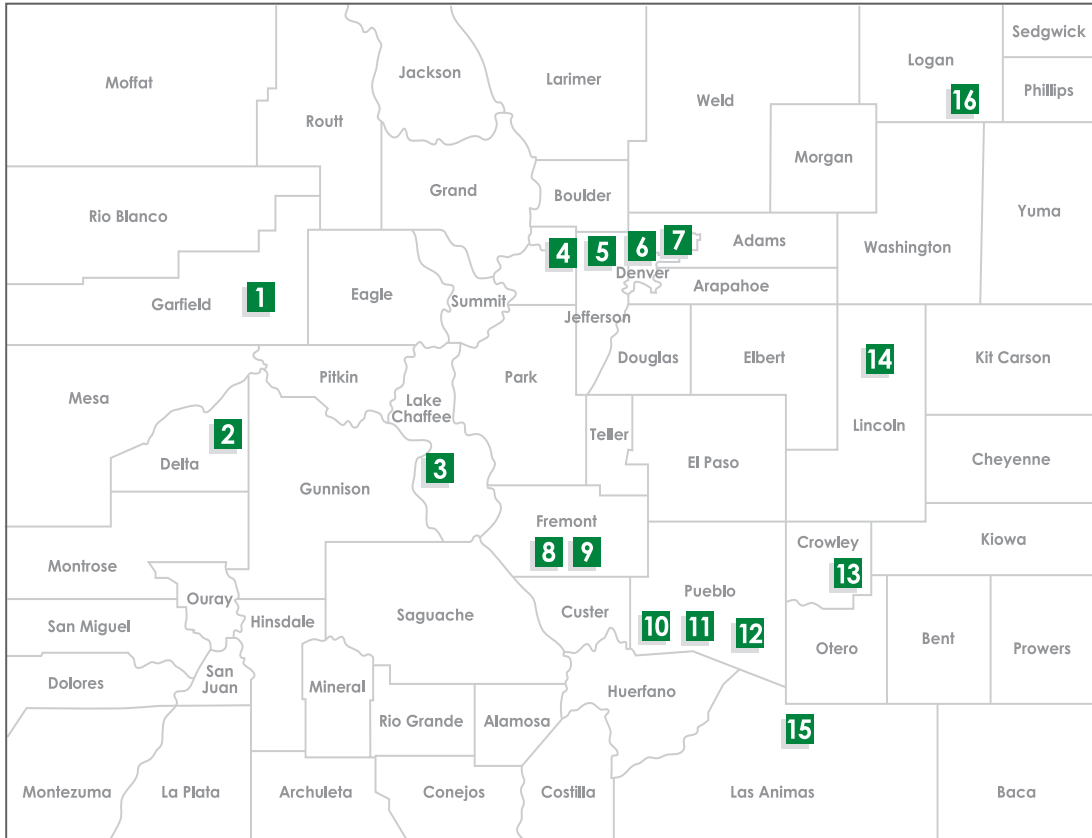 Sedgwick
Logan
Moffat
Jackson
Larimer
Phillips
Weld
16
Routt
Morgan
Grand
Boulder
Rio Blanco
Yuma
4
5
6
7
Adams
Washington
Denver
Arapahoe
Garfield
1
Eagle
Summit
Jefferson
Douglas
Elbert
14
Kit Carson
Pitkin
Park
Mesa
Lake
Chaffee
Lincoln
2
Teller
Delta
3
El Paso
Cheyenne
Gunnison
Fremont
8
9
Crowley
Kiowa
Montrose
13
Ouray
Pueblo
Hinsdale
Saguache
Custer
San Miguel
10
11
12
Otero
Bent
Prowers
San
Juan
Dolores
Mineral
Huerfano
Rio Grande
Alamosa
15
Montezuma
La Plata
Archuleta
Conejos
Costilla
Las Animas
Baca